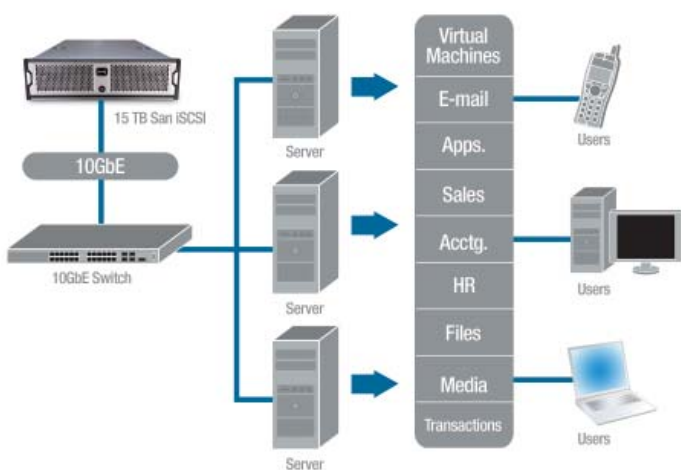 15 TB San iSCSI
10GbE
10GbE Switch
Server
Server
Server
Virtual
Machines
E-mail
Apps.
Sales
Acctg.
HR
Files
Media
Transactions
Users
Users
Users